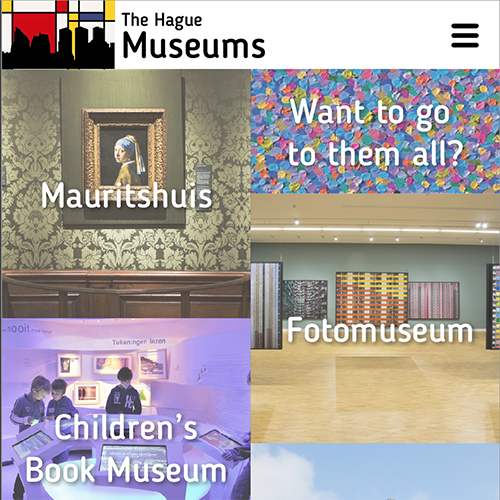 The Hague
Museums
Want to go
to them all?
Mauritshuis
Fotomuseum
Tekeningen lezen
Children's
Book Museum